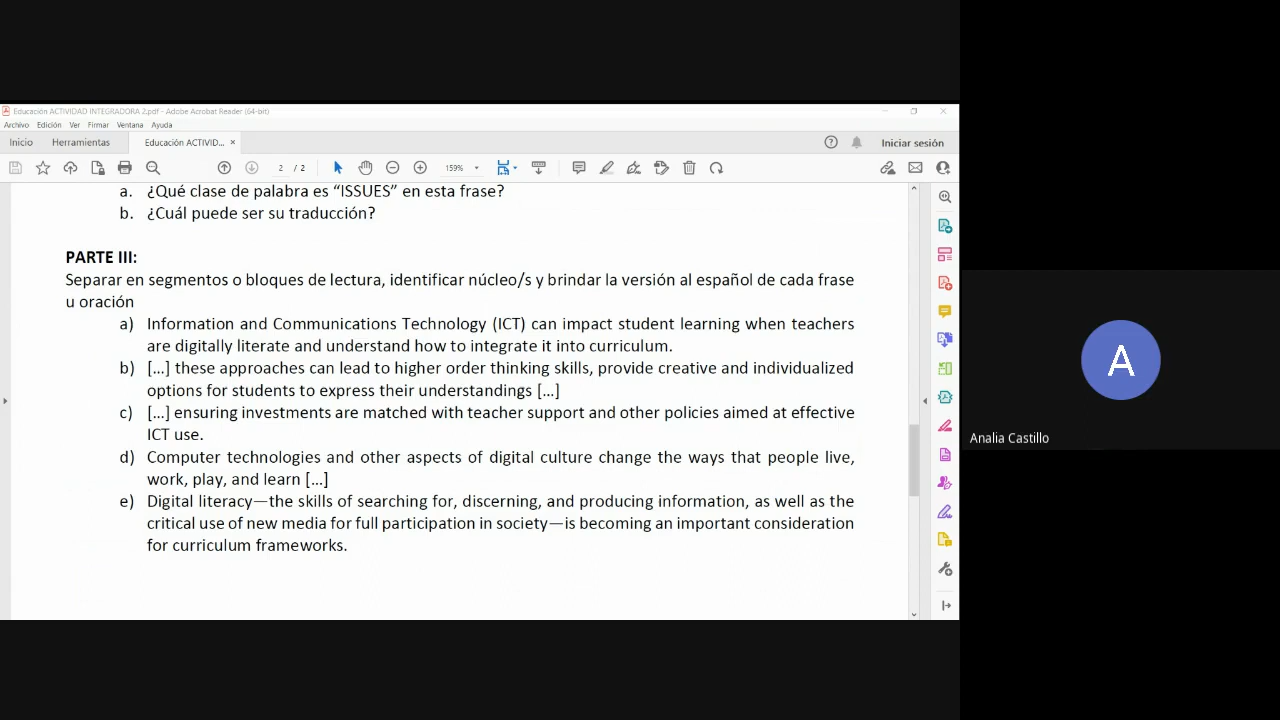 Educación ACTIVIDAD INTEGRADORA 2.pdf - Adobe Acrobat Reader (64-bit)
Archivo Edición Ver Firmar Ventana Ayuda
Inicio Herramientas Educación ACTIVID... × Iniciar sesión
2 / 2 159%
a. ¿Qué clase de palabra es “ISSUES” en esta frase?
b. ¿Cuál puede ser su traducción?
PARTE III:
Separar en segmentos o bloques de lectura, identificar núcleo/s y brindar la versión al español de cada frase
u oración
a) Information and Communications Technology (ICT) can impact student learning when teachers
are digitally literate and understand how to integrate it into curriculum.
b) […] these approaches can lead to higher order thinking skills, provide creative and individualized
options for students to express their understandings […]
c) […] ensuring investments are matched with teacher support and other policies aimed at effective
ICT use.
d) Computer technologies and other aspects of digital culture change the ways that people live,
work, play, and learn […]
e) Digital literacy—the skills of searching for, discerning, and producing information, as well as the
critical use of new media for full participation in society—is becoming an important consideration
for curriculum frameworks.
A
Analia Castillo